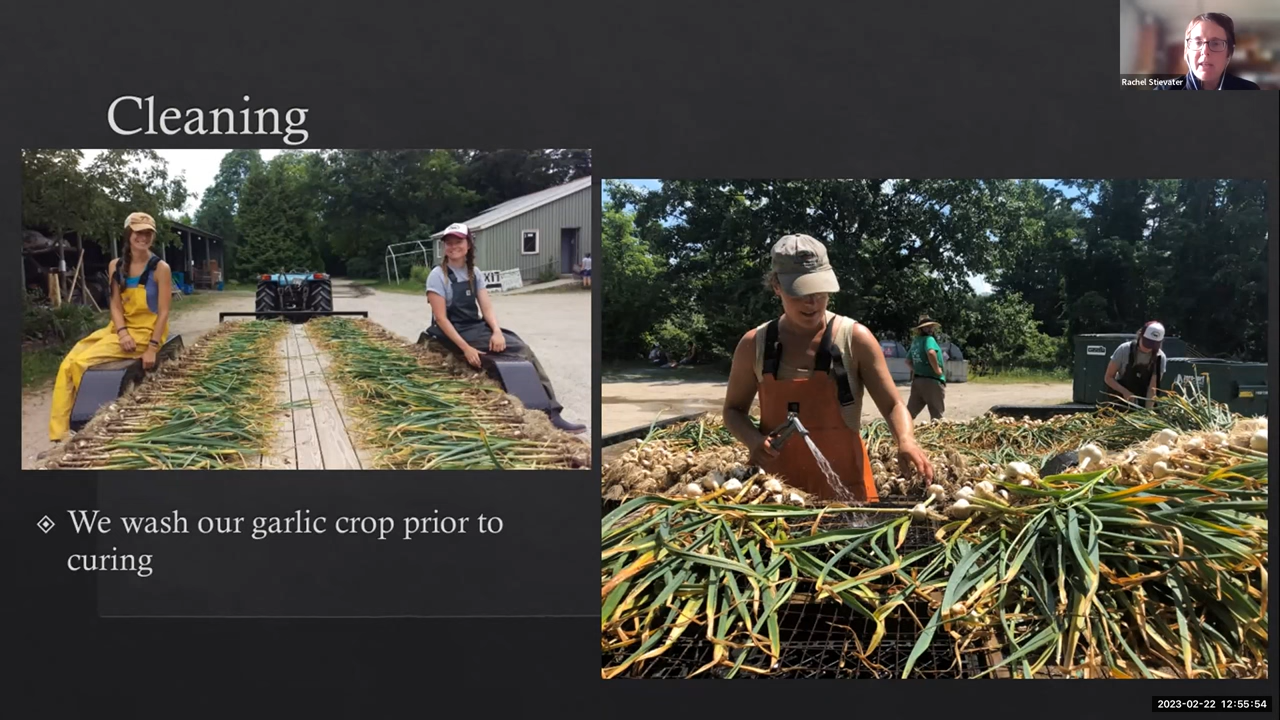 Rachel Stievater
Cleaning
We wash our garlic crop prior to
curing
2023-02-22 12:55:54